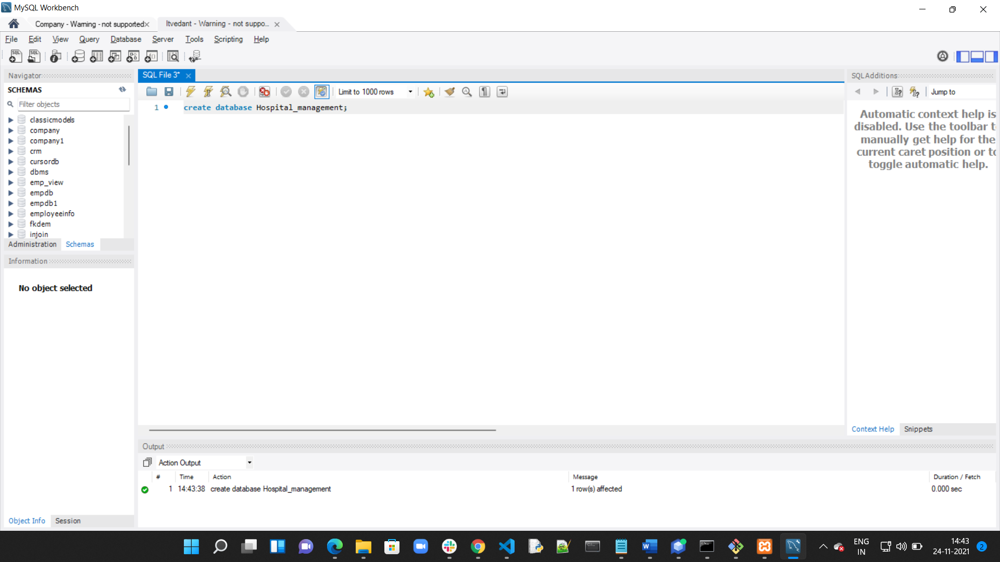 MySQL Workbench
Company - Warning - not supported
Itvedant - Warning - not suppo...
File Edit View Query Database Server Tools Scripting Help
Navigator
SCHEMAS
Filter objects
classicmodels
company
company1
crm
cursordb
dbms
emp_view
empdb
empdb1
employeeinfo
fkdem
injoin
Administration Schemas
Information
No object selected
Object Info Session
SQL File 3*
Limit to 1000 rows
1 create database Hospital_management;
SQLAdditions
Jump to
Automatic context help is
disabled. Use the toolbar t
manually get help for the
current caret position or to
toggle automatic help.
Context Help Snippets
Output
Action Output
# Time Action Message Duration / Fetch
1 14:43:38 create database Hospital_management 1 row(s) affected 0.000 sec
ENG
IN
14:43
24-11-2021
2